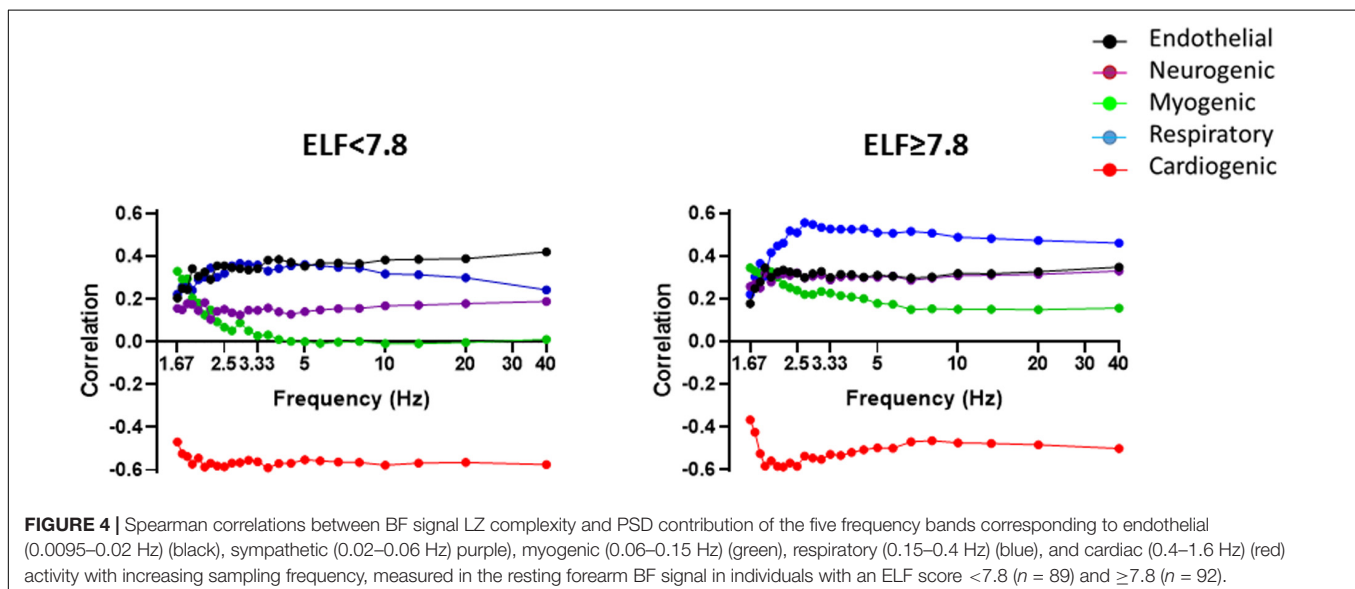 Endothelial
Neurogenic
Myogenic
Respiratory
Cardiogenic
ELF<7.8
0.6
0.4
0.2
0.0
-0.2
-0.4
-0.6
Correlation
1.67
2.5
3.33
5
10
20
30
40
Frequency (Hz)
ELF≥7.8
0.6
0.4
0.2
0.0
-0.2
-0.4
-0.6
Correlation
1.67
2.5
3.33
5
10
20
30
40
Frequency (Hz)
FIGURE 4 | Spearman correlations between BF signal LZ complexity and PSD contribution of the five frequency bands corresponding to endothelial
(0.0095–0.02 Hz) (black), sympathetic (0.02–0.06 Hz) purple), myogenic (0.06–0.15 Hz) (green), respiratory (0.15–0.4 Hz) (blue), and cardiac (0.4–1.6 Hz) (red)
activity with increasing sampling frequency, measured in the resting forearm BF signal in individuals with an ELF score <7.8 (n = 89) and ≥7.8 (n = 92).